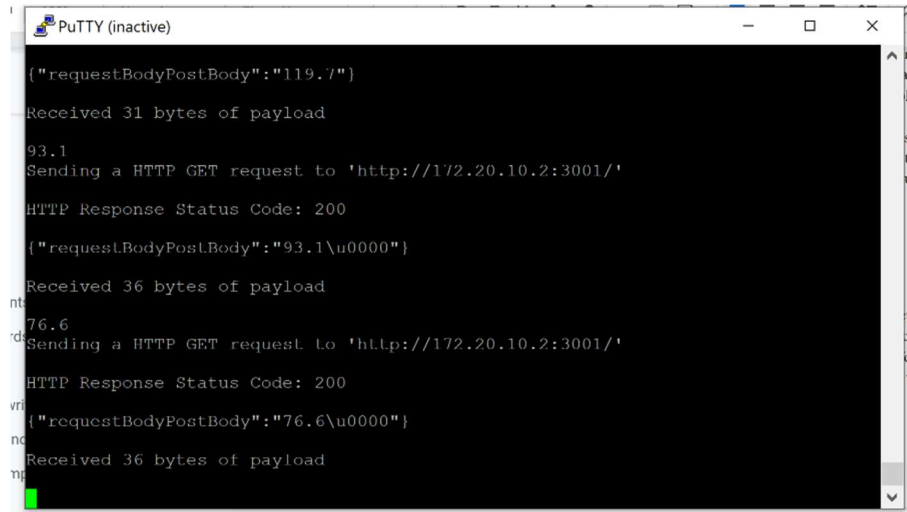 PuTTY (inactive)
{"requestBodyPostBody":"119.7"}
Received 31 bytes of payload
93.1
Sending a HTTP GET request to 'http://172.20.10.2:3001/'
HTTP Response Status Code: 200
{"requestBodyPostBody":"93.1\u0000"}
Received 36 bytes of payload
76.6
Sending a HTTP GET request to 'http://172.20.10.2:3001/'
HTTP Response Status Code: 200
{"requestBodyPostBody":"76.6\u0000"}
Received 36 bytes of payload